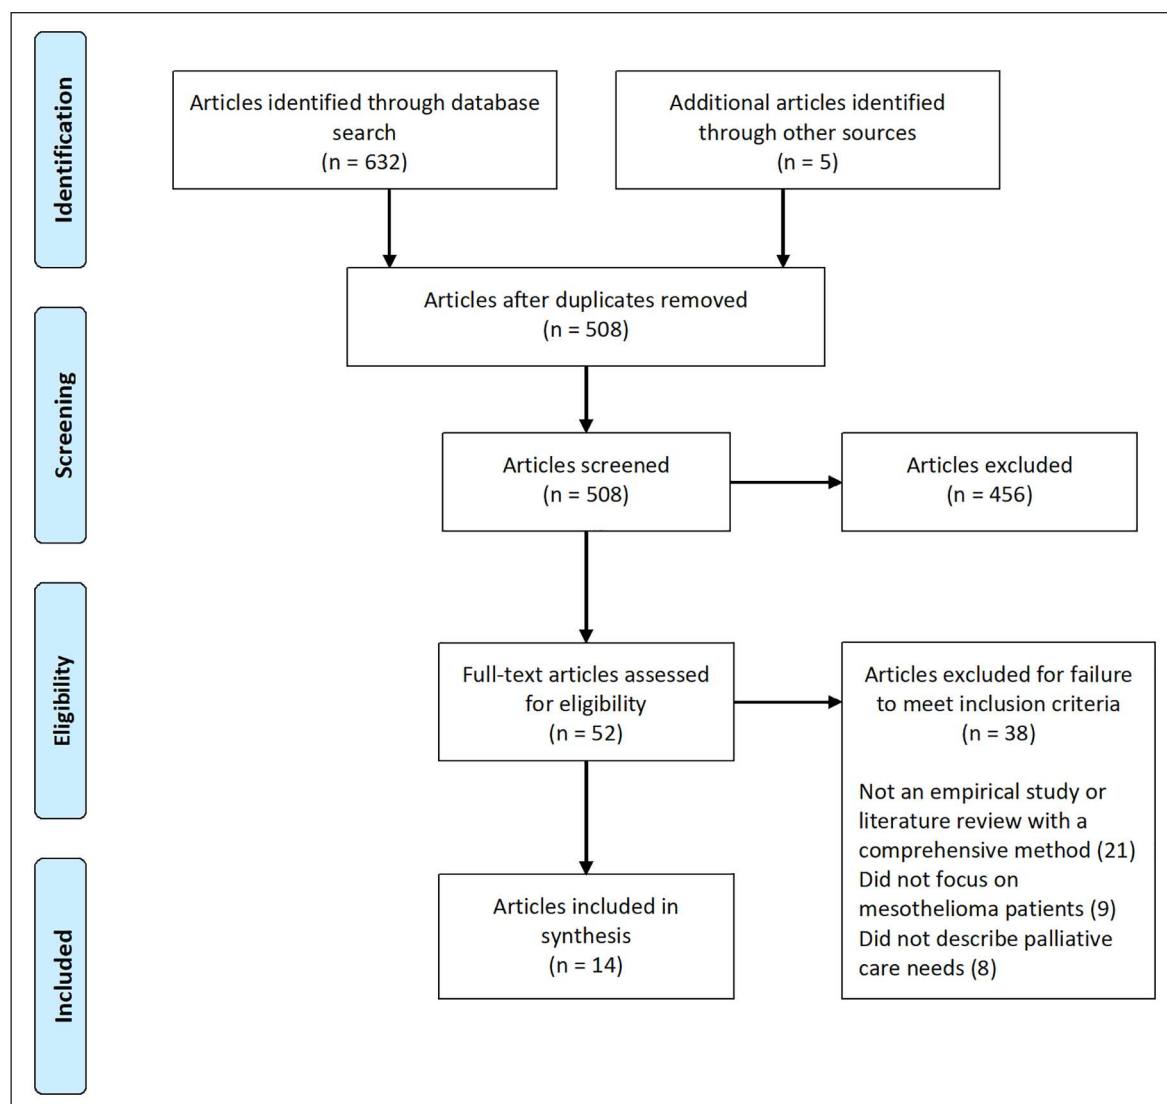 Identification
Articles identified through database
search
(n = 632)
Additional articles identified
through other sources
(n = 5)
Articles after duplicates removed
(n = 508)
Screening
Articles screened
(n = 508)
Articles excluded
(n = 456)
Eligibility
Full-text articles assessed
for eligibility
(n = 52)
Articles excluded for failure
to meet inclusion criteria
(n = 38)
Not an empirical study or
literature review with a
comprehensive method (21)
Did not focus on
mesothelioma patients (9)
Did not describe palliative
care needs (8)
Included
Articles included in
synthesis
(n = 14)